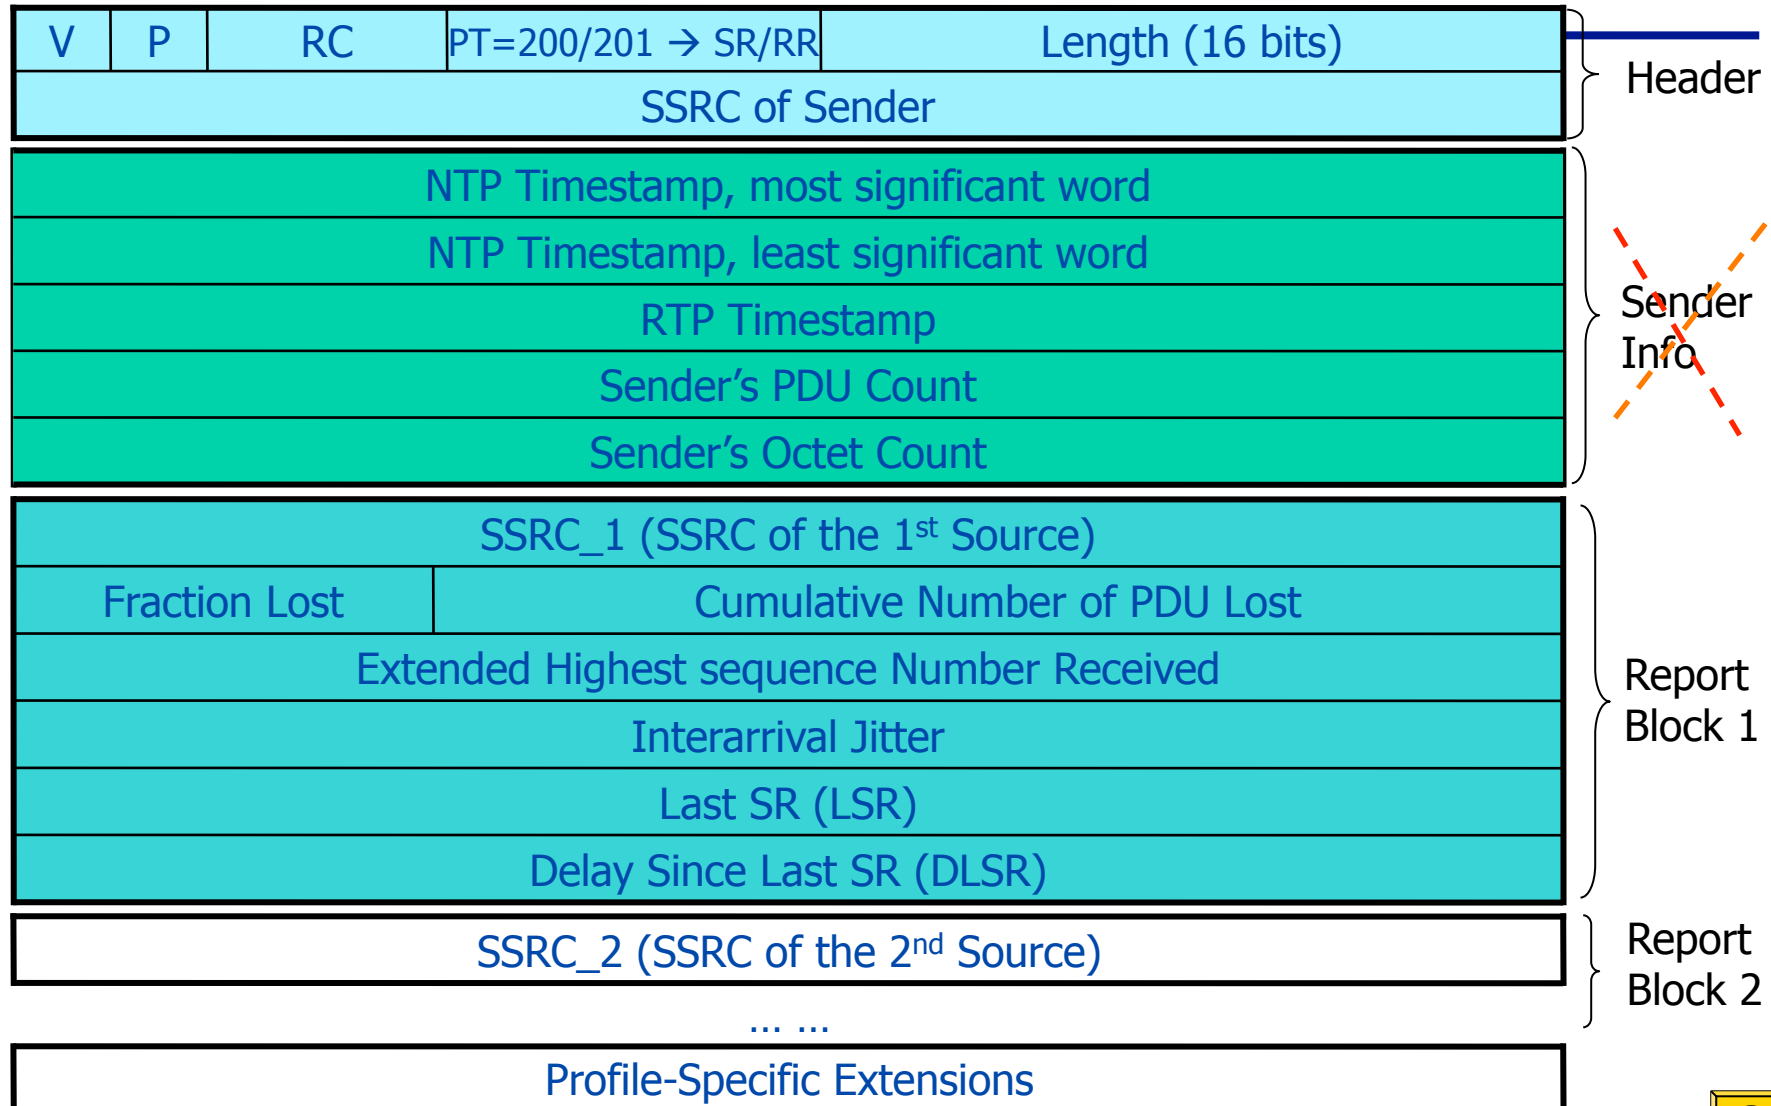 V P RC PT=200/201 → SR/RR Length (16 bits)
Header
SSRC of Sender
NTP Timestamp, most significant word
NTP Timestamp, least significant word
RTP Timestamp
Sender's PDU Count
Sender's Octet Count
Sender
Info
SSRC_1 (SSRC of the 1st Source)
Fraction Lost Cumulative Number of PDU Lost
Extended Highest sequence Number Received
Interarrival Jitter
Last SR (LSR)
Delay Since Last SR (DLSR)
Report
Block 1
SSRC_2 (SSRC of the 2nd Source)
Report
Block 2
... ...
Profile-Specific Extensions